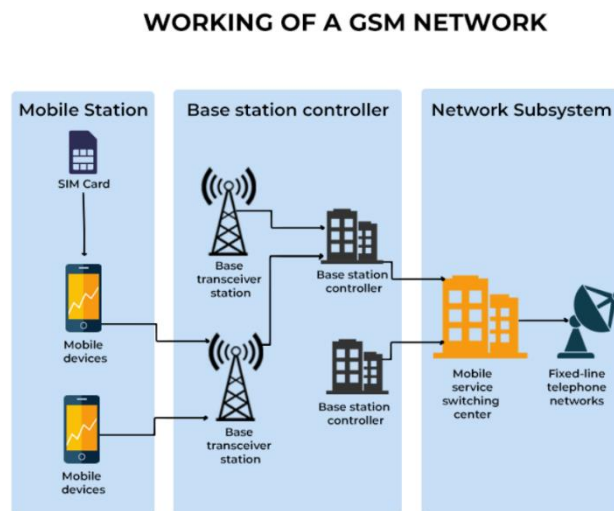 WORKING OF A GSM NETWORK
Mobile Station
SIM Card
Mobile
devices
Mobile
devices
Base station controller
Base
transceiver
station
Base station
controller
Base
transceiver
station
Base station
controller
Network Subsystem
Mobile
service
switching
center
Fixed-line
telephone
networks